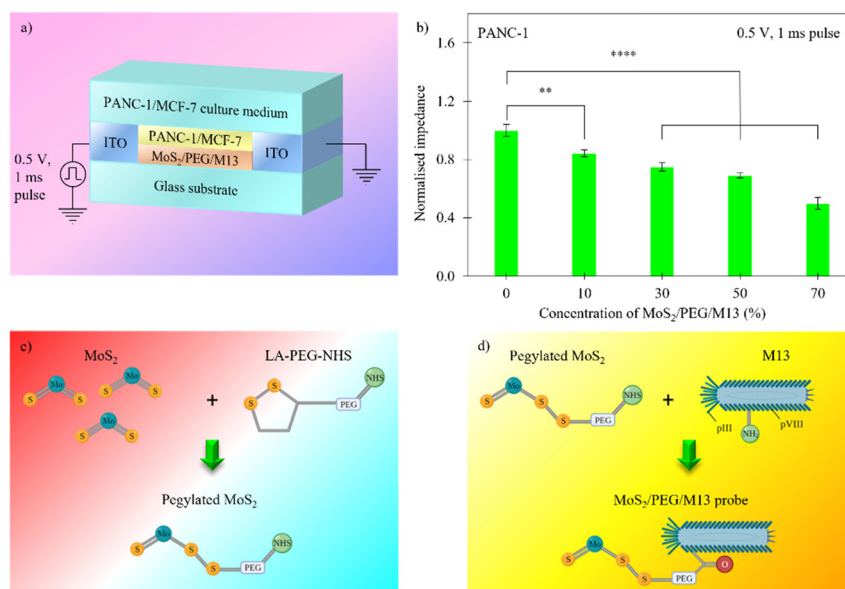 a)
PANC-1/MCF-7 culture medium
ITO
PANC-1/MCF-7
MoS₂/PEG/M13
ITO
Glass substrate
0.5 V,
1 ms
pulse
b)
PANC-1
0.5 V, 1 ms pulse
****
**
Normalised impedance
1.6
1.2
0.8
0.4
0.0
0
10
30
50
70
Concentration of MoS₂/PEG/M13 (%)
c)
MoS₂
LA-PEG-NHS
Mo
S
S
Mo
S
S
Mo
S
S
+
S
S
PEG
NHS
Pegylated MoS₂
S
Mo
S
S
PEG
NHS
d)
Pegylated MoS₂
M13
S
Mo
S
S
PEG
NHS
+
pIII
pVIII
NH₂
MoS₂/PEG/M13 probe
S
Mo
S
S
PEG
O